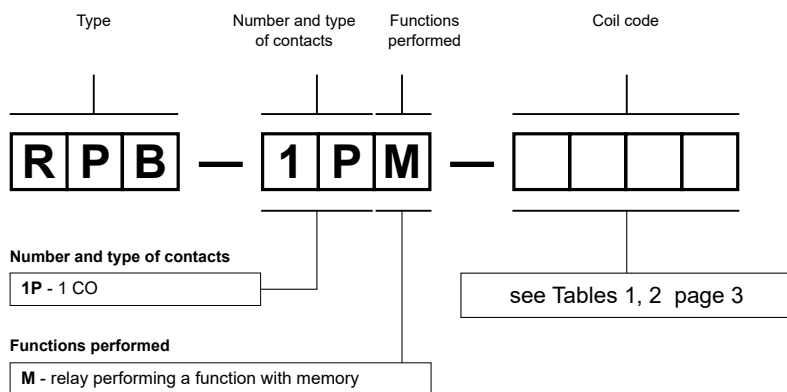 Type
Number and type
of contacts
Functions
performed
Coil code
RPB — 1PM —
Number and type of contacts
1P - 1 CO
see Tables 1, 2 page 3
Functions performed
M - relay performing a function with memory